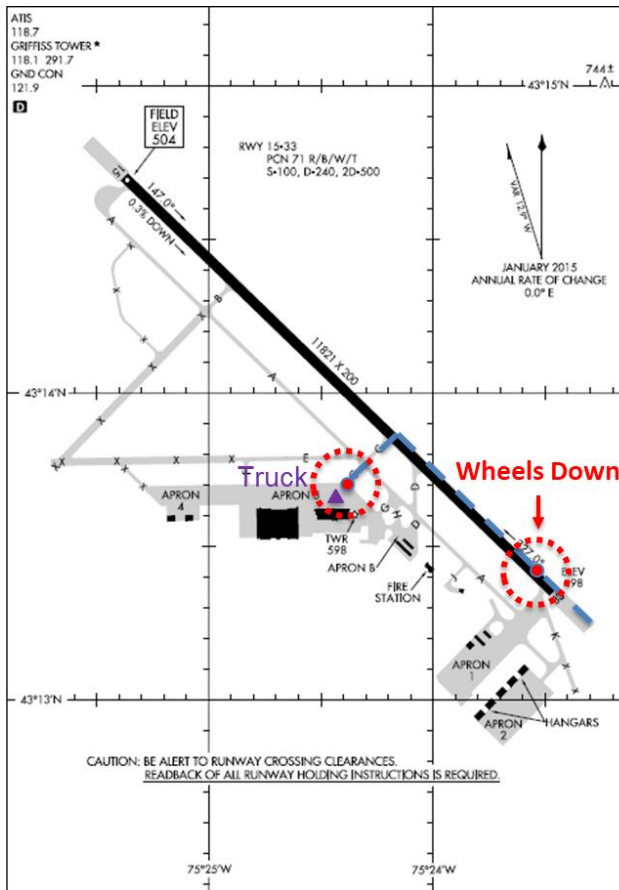 ATIS
118.7
GRIFFISS TOWER *
118.1 291.7
GND CON
121.9
D
744±
43°15'N
FIELD
ELEV
504
RWY 15-33
PCN 71 R/B/W/T
S-100, D-240, 2D-500
VAR 12.9° W
JANUARY 2015
ANNUAL RATE OF CHANGE
0.0° E
15
147.0°
0.3% DOWN
A
X
X
X
X
B
X
X
X
11821 X 200
A
43°14'N
X
X
X
X
X
E
C
Truck
APRON
4
APRON
D
G
H
D
D
TWR
598
APRON B
FIRE
STATION
Wheels Down
327.0°
ELEV
A
K
X
X
APRON
1
APRON
2
HANGARS
43°13'N
CAUTION: BE ALERT TO RUNWAY CROSSING CLEARANCES.
READBACK OF ALL RUNWAY HOLDING INSTRUCTIONS IS REQUIRED.
75°25'W
75°24'W